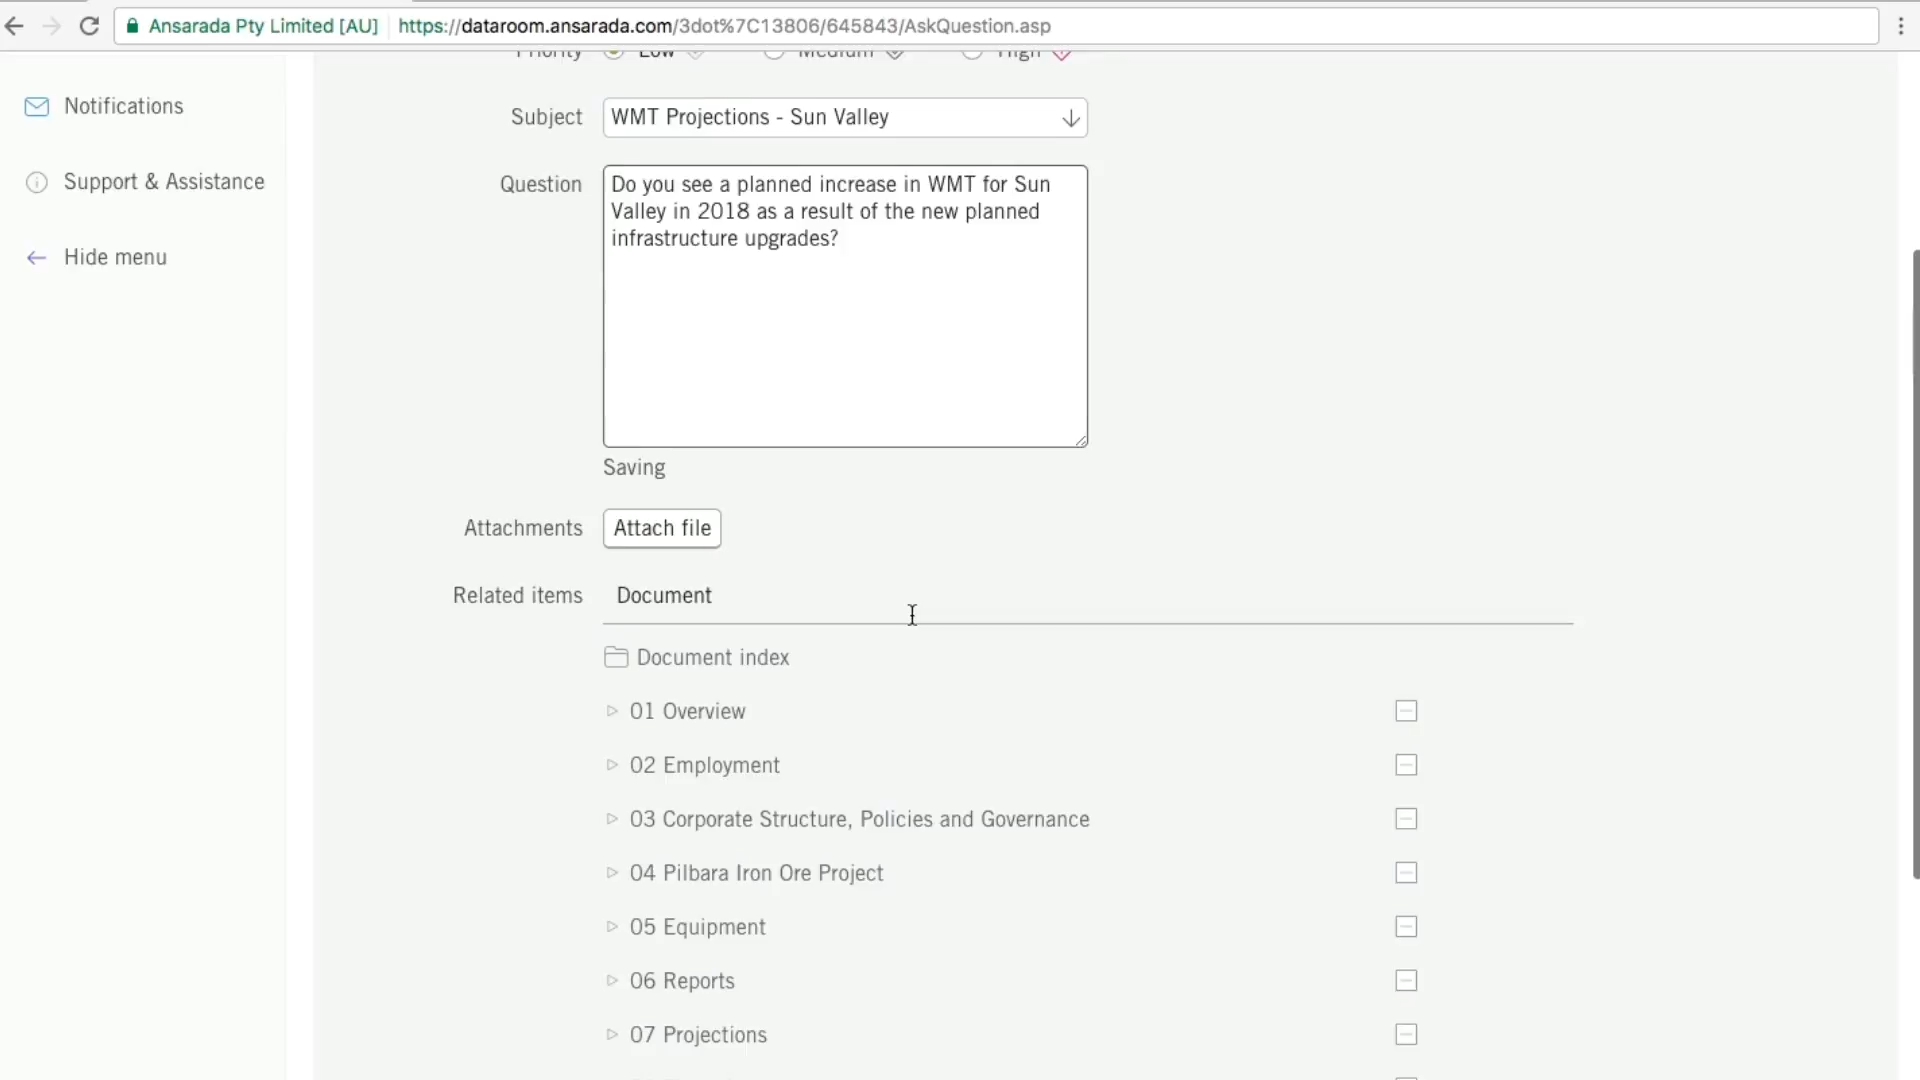 Ansarada Pty Limited [AU] https://dataroom.ansarada.com/3dot%7C13806/645843/AskQuestion.asp
Priority Low Medium High
Notifications
Support & Assistance
Hide menu
Subject WMT Projections - Sun Valley
Question
Do you see a planned increase in WMT for Sun
Valley in 2018 as a result of the new planned
infrastructure upgrades?
Saving
Attachments Attach file
Related items Document
Document index
01 Overview
02 Employment
03 Corporate Structure, Policies and Governance
04 Pilbara Iron Ore Project
05 Equipment
06 Reports
07 Projections